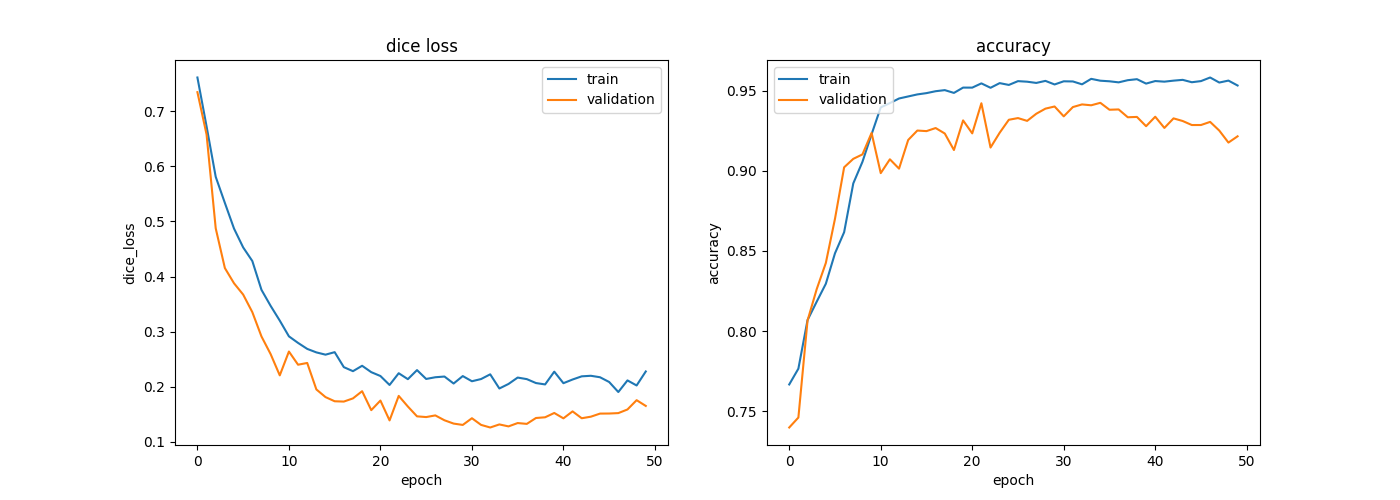 dice loss
train
validation
0.7
0.6
0.5
0.4
0.3
0.2
0.1
dice_loss
0 10 20 30 40 50
epoch
accuracy
train
validation
0.95
0.90
0.85
0.80
0.75
accuracy
0 10 20 30 40 50
epoch